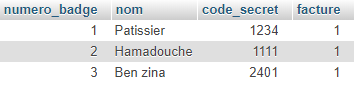 numero_badge nom code_secret facture
1 Patissier 1234 1
2 Hamadouche 1111 1
3 Ben zina 2401 1